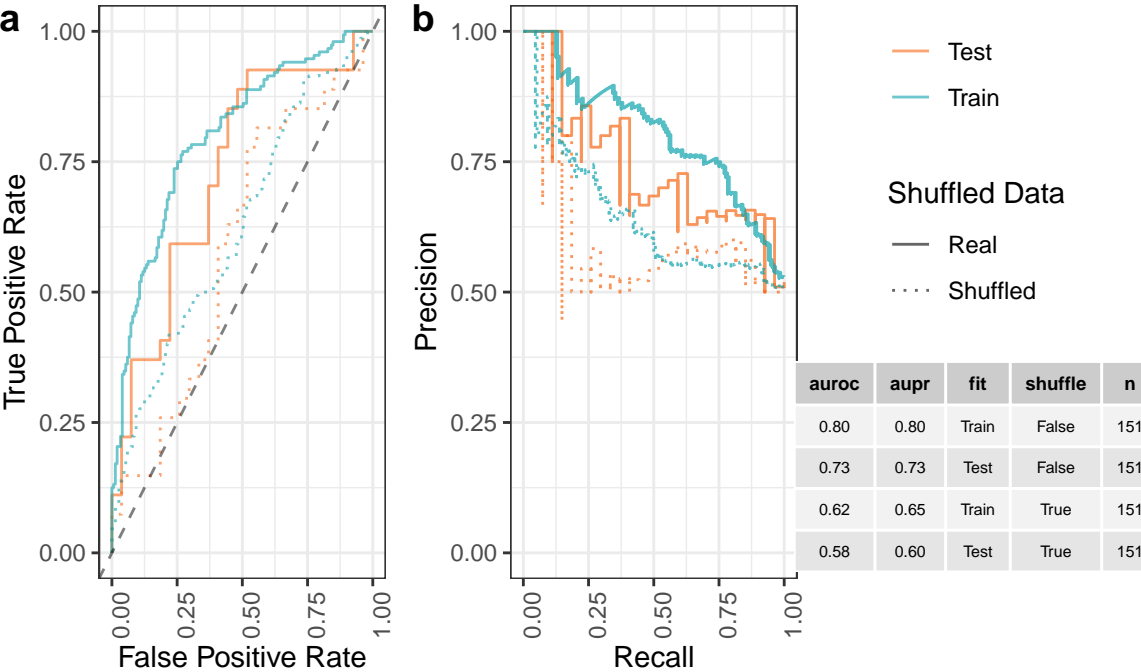 a
True Positive Rate
1.00
0.75
0.50
0.25
0.00
0.00
0.25
0.50
0.75
1.00
False Positive Rate
b
Precision
1.00
0.75
0.50
0.25
0.00
0.00
0.25
0.50
0.75
1.00
Recall
Test
Train
Shuffled Data
Real
Shuffled
auroc aupr fit shuffle n
0.80 0.80 Train False 151
0.73 0.73 Test False 151
0.62 0.65 Train True 151
0.58 0.60 Test True 151